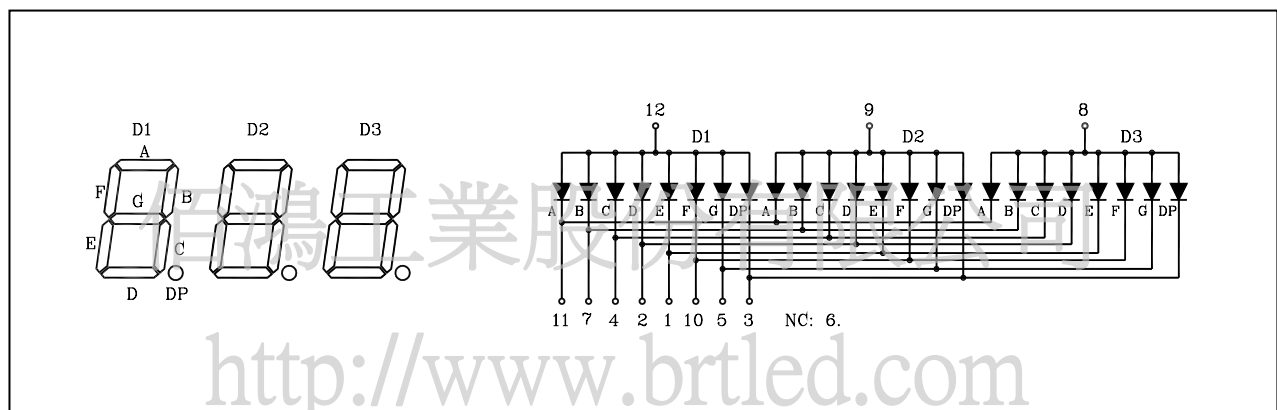 12 9 8
D1 D2 D3 D1 D2 D3
A
F B
G
A B C D E F G DP A B C D E F G DP A B C D E F G DP
E C
D DP
11 7 4 2 1 10 5 3 NC: 6.
佰鴻工業股份有限公司
http://www.brtled.com